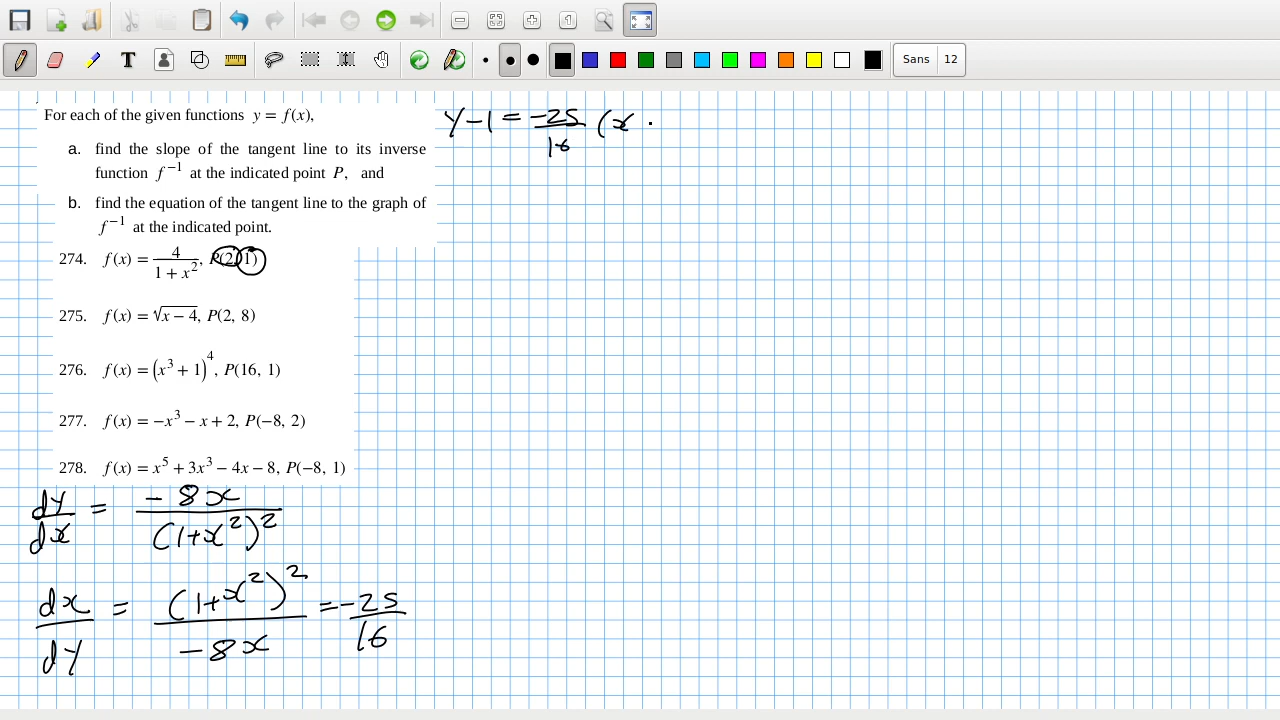 Sans 12
For each of the given functions y = f(x),
a. find the slope of the tangent line to its inverse
function f⁻¹ at the indicated point P, and
b. find the equation of the tangent line to the graph of
f⁻¹ at the indicated point.
274. f(x) = 4/(1 + x²), P(2, 1)
275. f(x) = √(x − 4), P(2, 8)
276. f(x) = (x³ + 1)⁴, P(16, 1)
277. f(x) = −x³ − x + 2, P(−8, 2)
278. f(x) = x⁵ + 3x³ − 4x − 8, P(−8, 1)
dy/dx = −8x/(1+x²)²
dx/dy = (1+x²)²/−8x = −25/16
y−1 = −25/16 (x ·